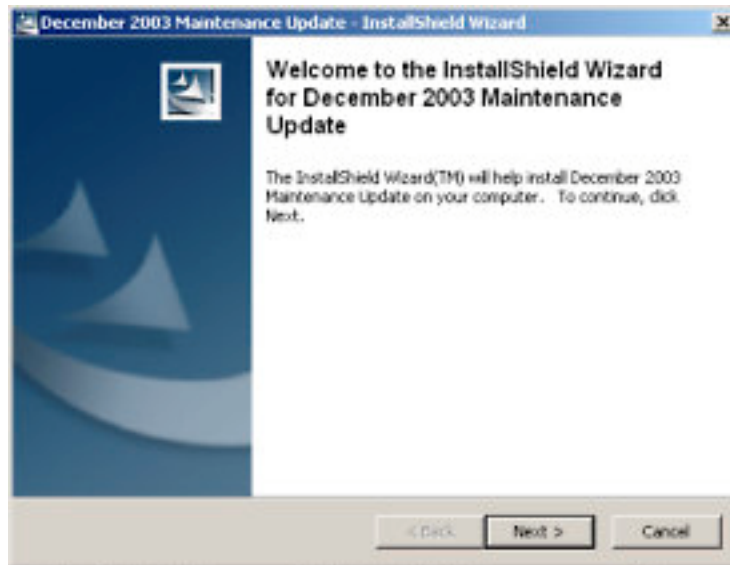 December 2003 Maintenance Update - InstallShield Wizard
Welcome to the InstallShield Wizard
for December 2003 Maintenance
Update
The InstallShield Wizard(TM) will help install December 2003
Maintenance Update on your computer. To continue, click
Next.
< Back Next > Cancel